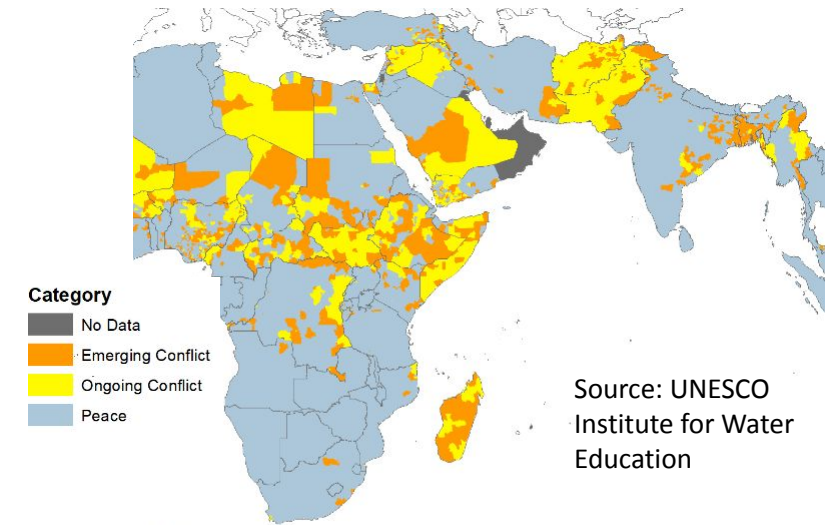 Category
No Data
Emerging Conflict
Ongoing Conflict
Peace
Source: UNESCO
Institute for Water
Education